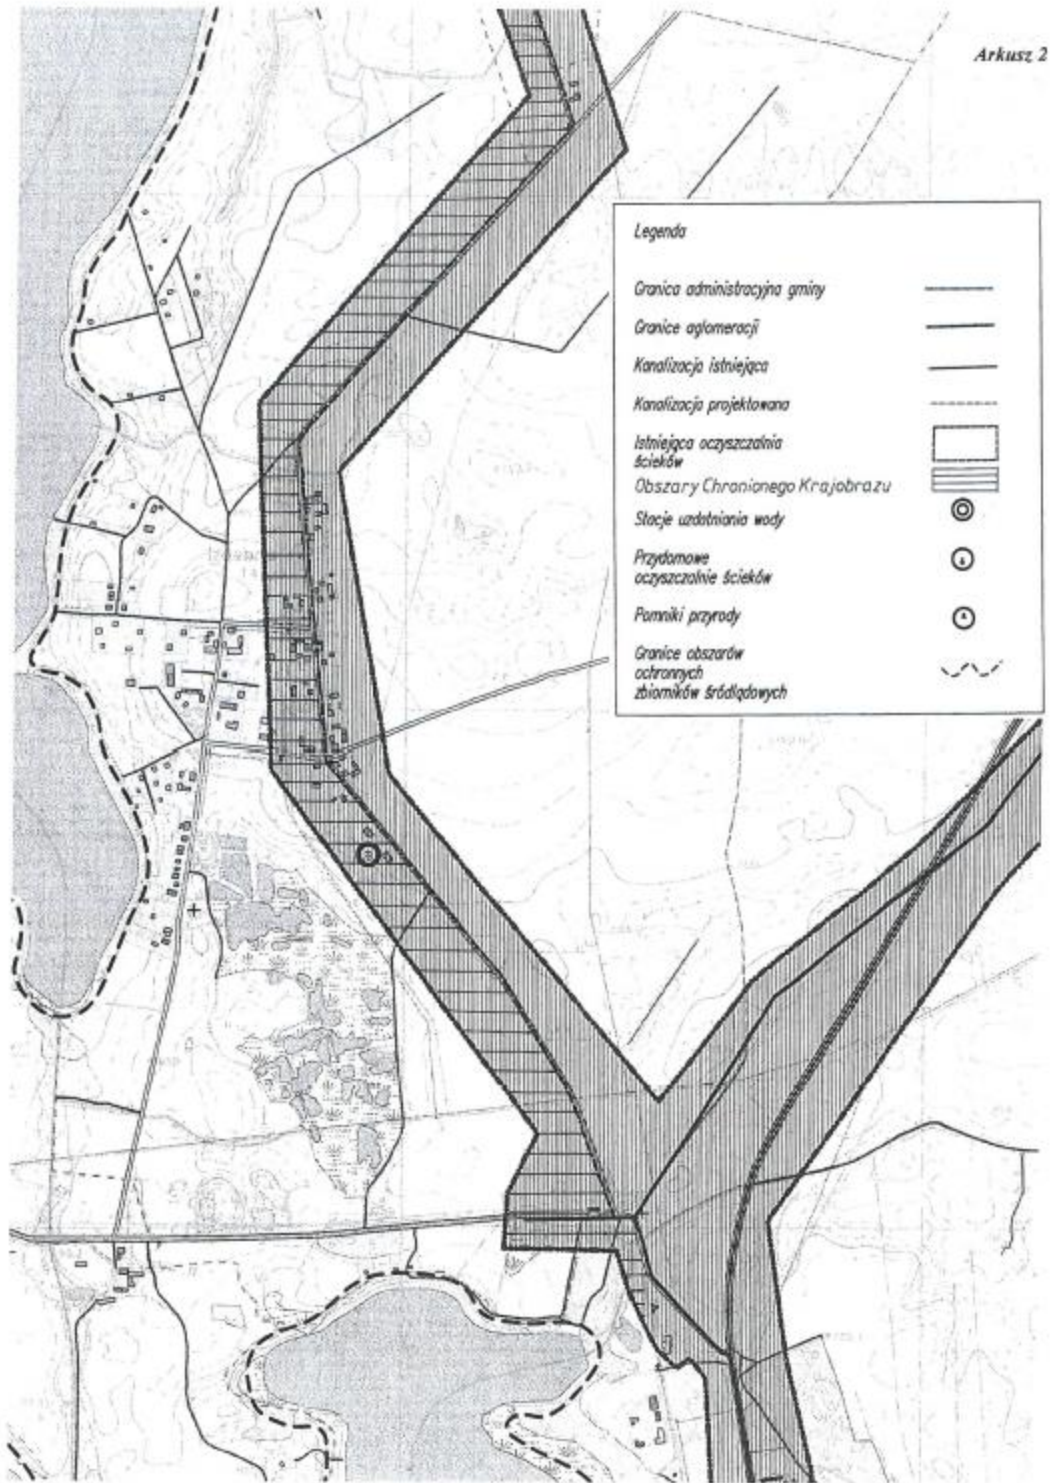 Arkusz 2
Legenda
Granica administracyjna gminy
Granice aglomeracji
Kanalizacja istniejąca
Kanalizacja projektowana
Istniejąca oczyszczalnia
ścieków
Obszary Chronionego Krajobrazu
Stacje uzdatniania wody
Przydomowe
oczyszczalnie ścieków
Pomniki przyrody
Granice obszarów
ochronnych
zbiorników śródlądowych